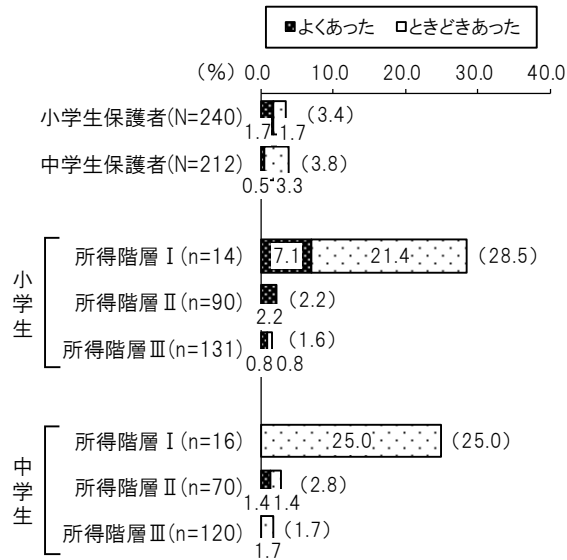 よくあった ときどきあった
(%) 0.0 10.0 20.0 30.0 40.0
小学生保護者(N=240) (3.4)
1.7 1.7
中学生保護者(N=212) (3.8)
0.5 3.3
小学生
所得階層Ⅰ(n=14) 7.1 21.4 (28.5)
所得階層Ⅱ(n=90) (2.2)
2.2
所得階層Ⅲ(n=131) (1.6)
0.8 0.8
中学生
所得階層Ⅰ(n=16) 25.0 (25.0)
所得階層Ⅱ(n=70) (2.8)
1.4 1.4
所得階層Ⅲ(n=120) (1.7)
1.7